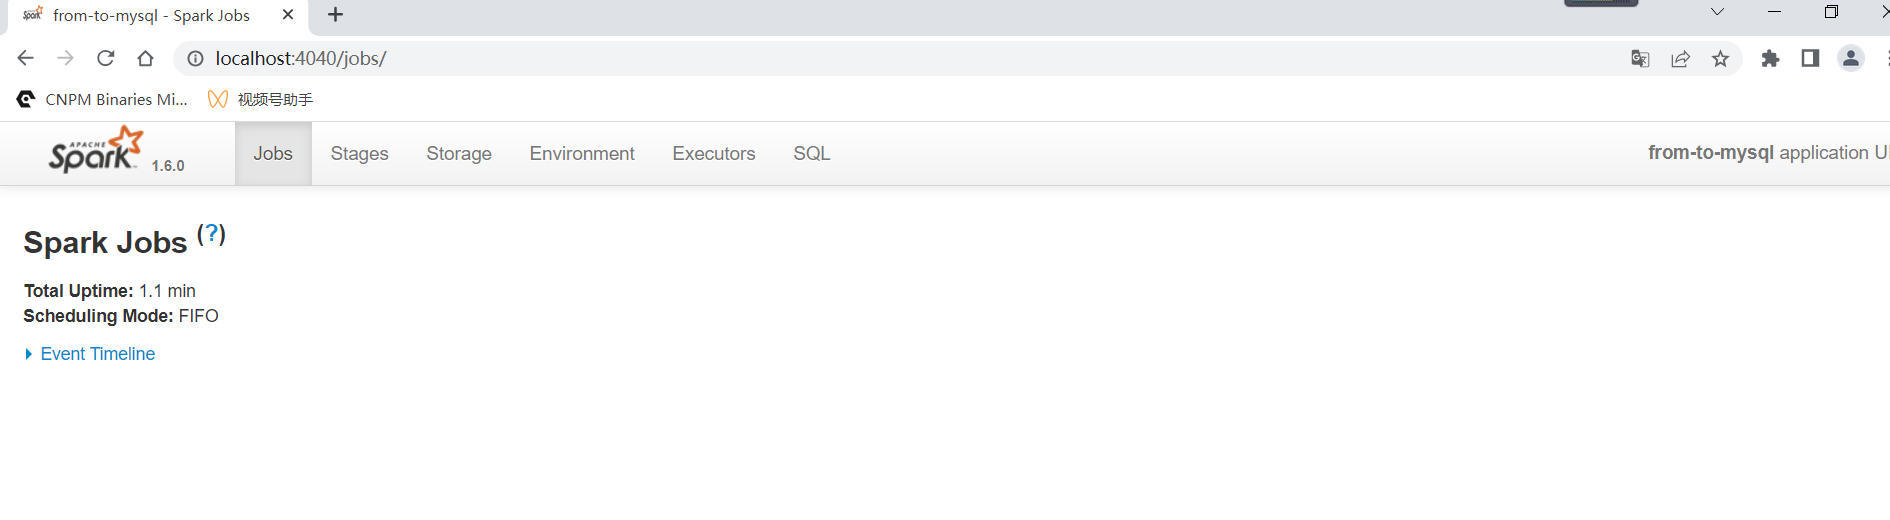 from-to-mysql - Spark Jobs
localhost:4040/jobs/
CNPM Binaries Mi... 视频号助手
APACHE Spark 1.6.0 Jobs Stages Storage Environment Executors SQL from-to-mysql application UI
Spark Jobs (?)
Total Uptime: 1.1 min
Scheduling Mode: FIFO
Event Timeline